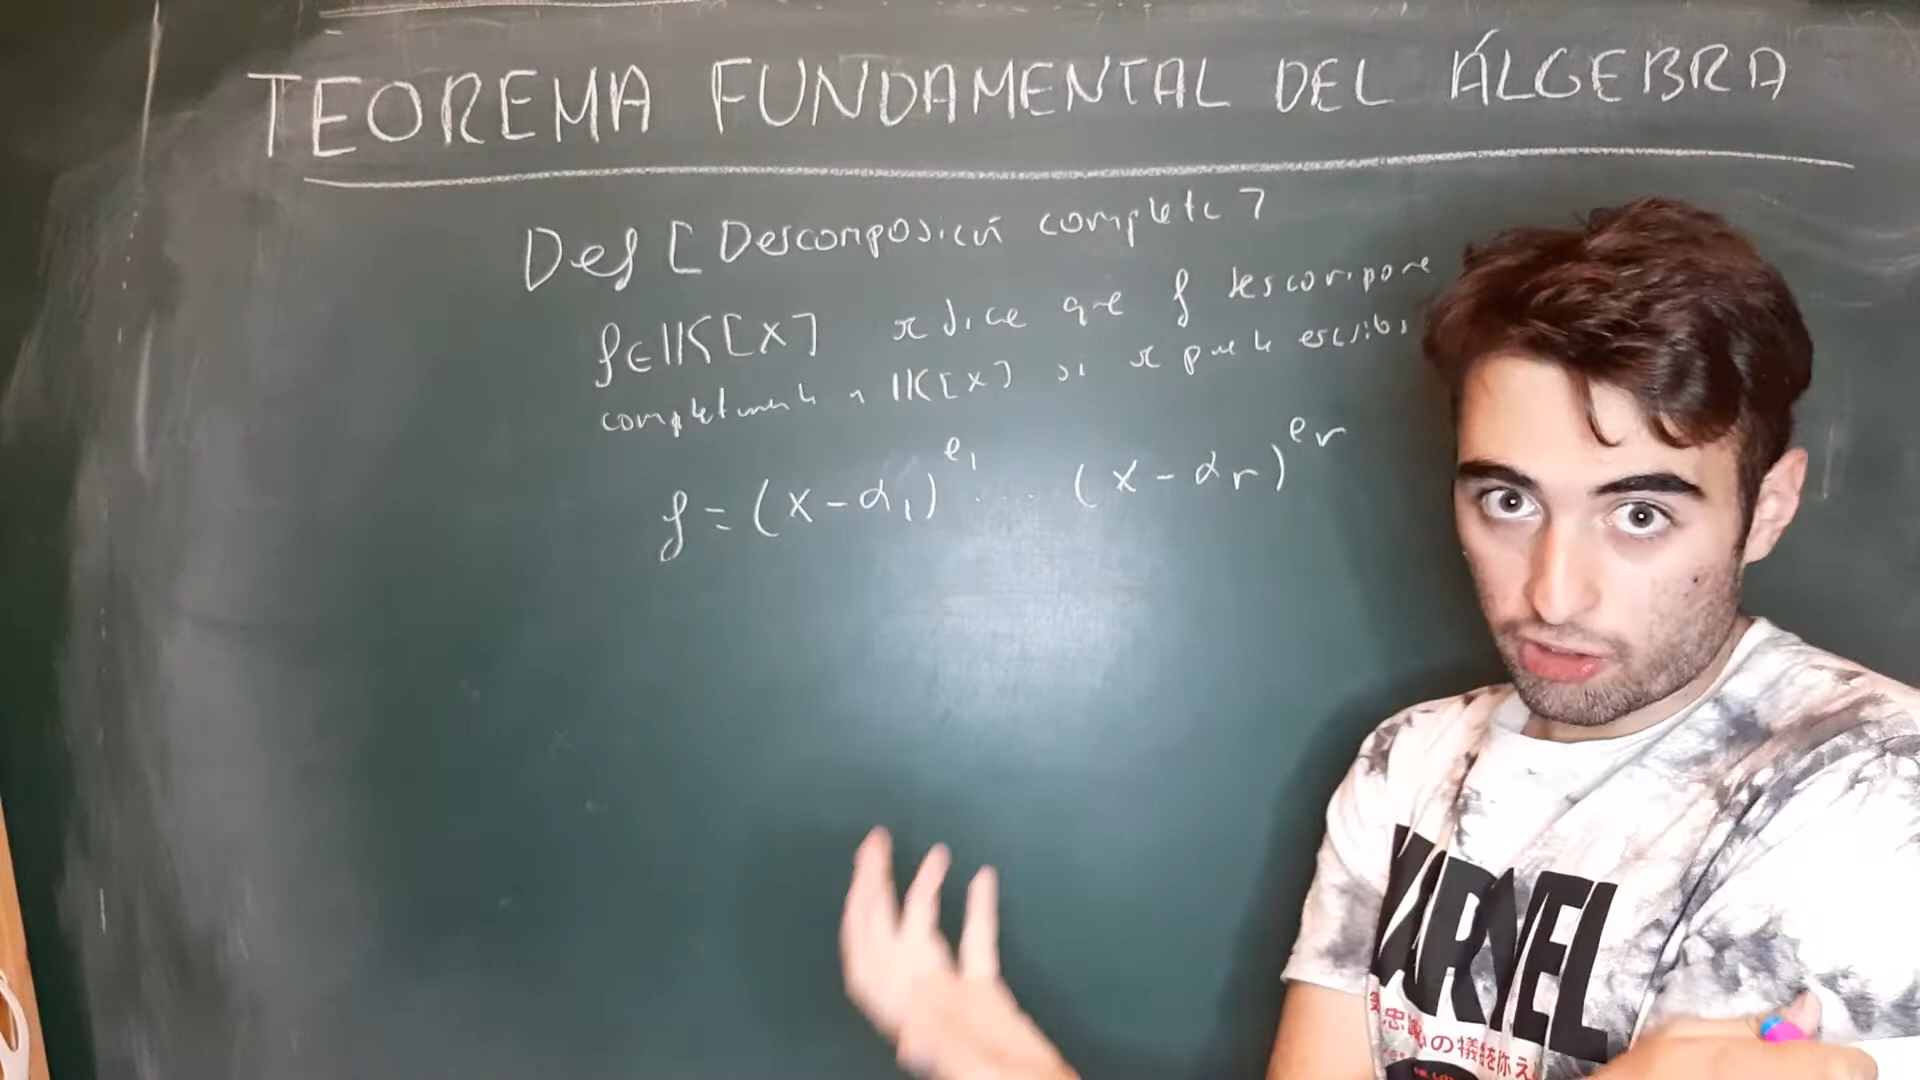 TEOREMA FUNDAMENTAL DEL ÁLGEBRA
Def [Descomposición completa]
f∈𝕂[x] se dice que f descompone
completamente en 𝕂[x] si se puede escribi
f=(x-α₁)^e₁ ... (x-αᵣ)^eᵣ
MARVEL